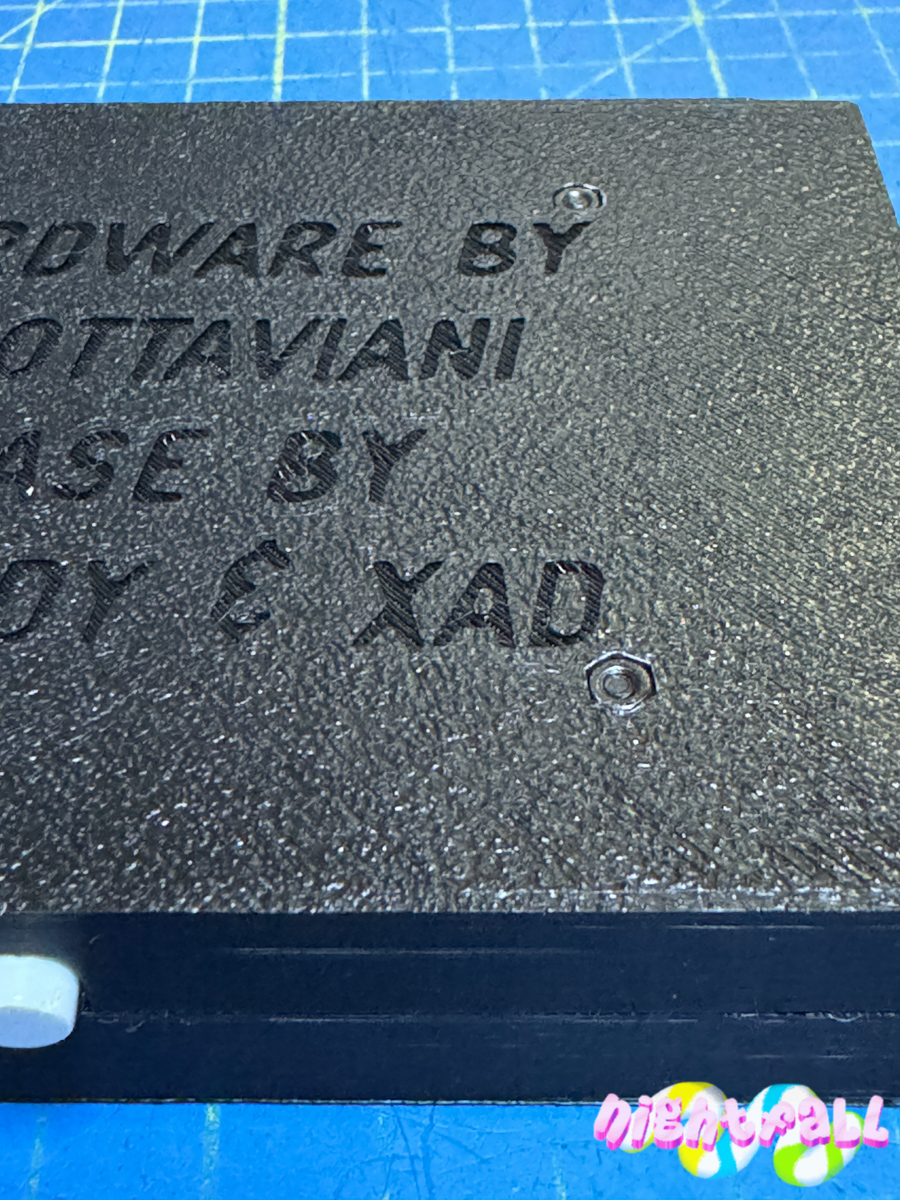 RDWARE BY
OTTAVIANI
ASE BY
DY & XAD
nightfall